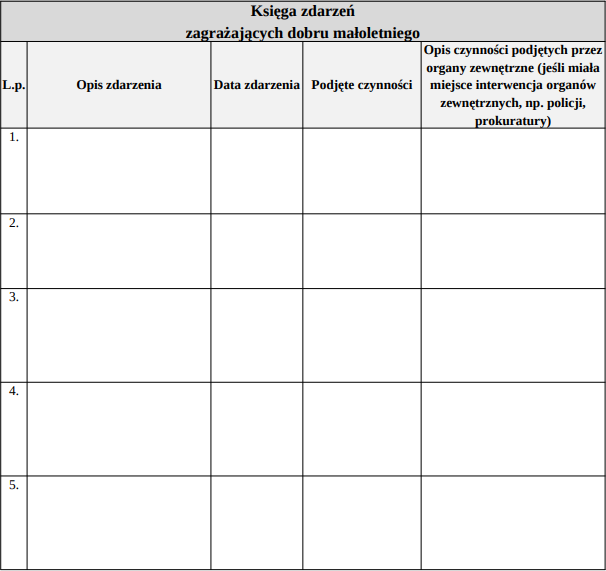 Księga zdarzeń
zagrażających dobru małoletniego
L.p.
Opis zdarzenia
Data zdarzenia
Podjęte czynności
Opis czynności podjętych przez
organy zewnętrzne (jeśli miała
miejsce interwencja organów
zewnętrznych, np. policji,
prokuratury)
1.
2.
3.
4.
5.